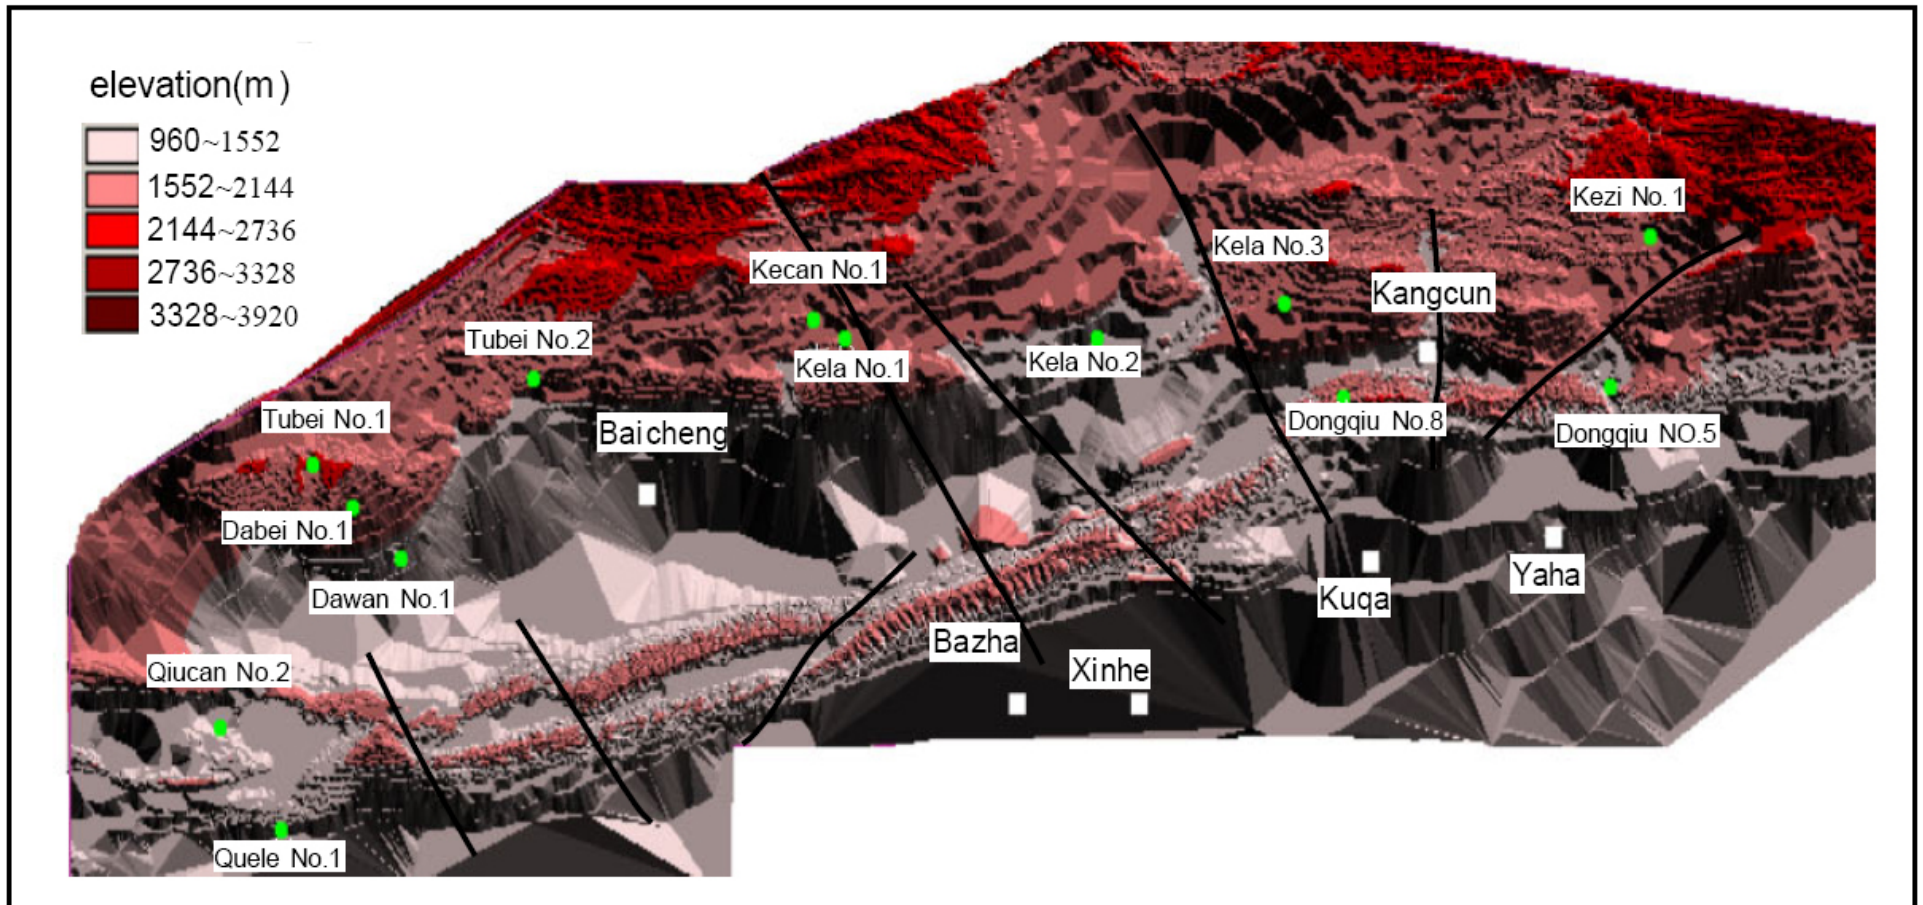 elevation(m)
960~1552
1552~2144
2144~2736
2736~3328
3328~3920
Kezi No.1
Kela No.3
Kecan No.1
Kangcun
Tubei No.2
Kela No.1
Kela No.2
Tubei No.1
Baicheng
Dongqiu No.8
Dongqiu NO.5
Dabei No.1
Dawan No.1
Yaha
Kuqa
Bazha
Xinhe
Qiucan No.2
Quele No.1